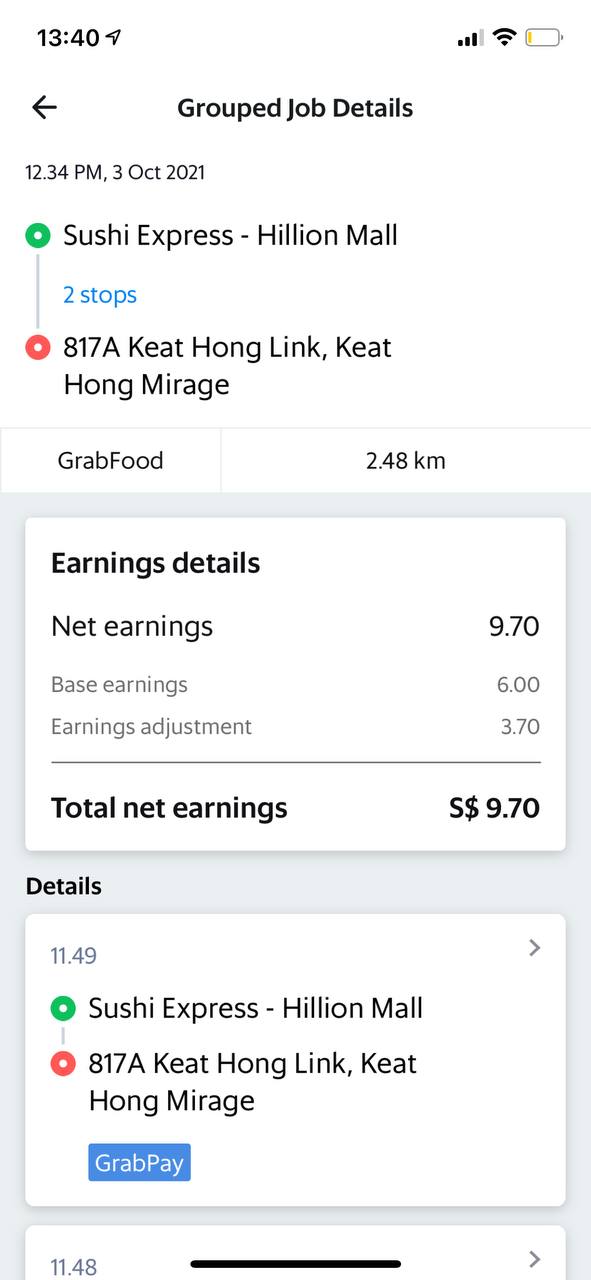 13:40
Grouped Job Details
12.34 PM, 3 Oct 2021
Sushi Express - Hillion Mall
2 stops
817A Keat Hong Link, Keat
Hong Mirage
GrabFood 2.48 km
Earnings details
Net earnings 9.70
Base earnings 6.00
Earnings adjustment 3.70
Total net earnings S$ 9.70
Details
11.49
Sushi Express - Hillion Mall
817A Keat Hong Link, Keat
Hong Mirage
GrabPay
11.48